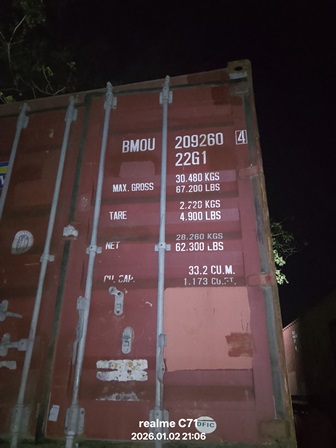 BMOU 209260 4
22G1
30.480 KGS
MAX. GROSS 67.200 LBS
2.220 KGS
TARE 4.900 LBS
28.260 KGS
NET 62.300 LBS
33.2 CU.M.
CU. CAP. 1.173 CU.FT.
realme C71
2026.01.02 21:06